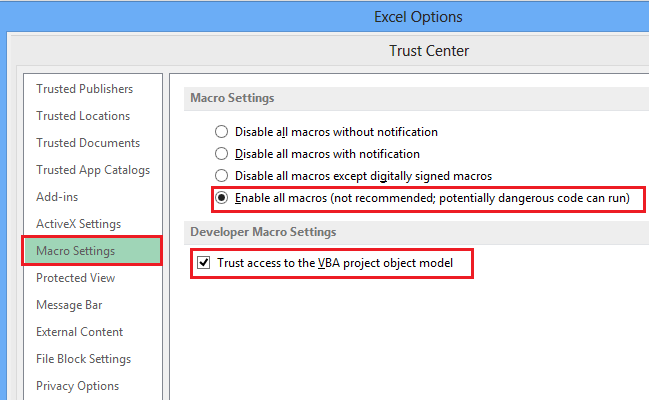 Excel Options
Trust Center
Trusted Publishers
Trusted Locations
Trusted Documents
Trusted App Catalogs
Add-ins
ActiveX Settings
Macro Settings
Protected View
Message Bar
External Content
File Block Settings
Privacy Options
Macro Settings
Disable all macros without notification
Disable all macros with notification
Disable all macros except digitally signed macros
Enable all macros (not recommended; potentially dangerous code can run)
Developer Macro Settings
Trust access to the VBA project object model